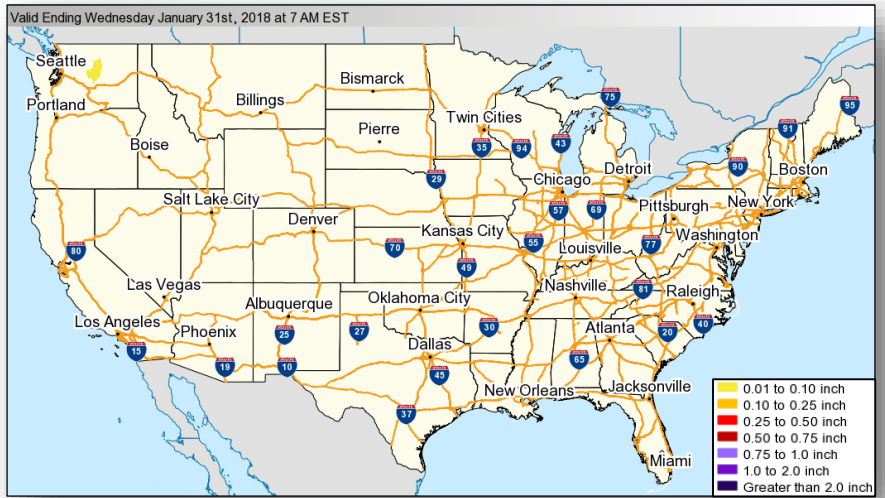 Valid Ending Wednesday January 31st, 2018 at 7 AM EST
Seattle
Bismarck
75
95
Portland
Billings
Twin Cities
Pierre
91
Boise
35
94
43
90
Boston
29
Chicago
Detroit
Salt Lake City
57
69
Pittsburgh
New York
Denver
Kansas City
Washington
80
70
55
Louisville
77
49
Las Vegas
Nashville
81
Raleigh
Albuquerque
Oklahoma City
Los Angeles
Phoenix
25
27
30
Atlanta
20
40
15
Dallas
65
19
10
45
New Orleans
Jacksonville
37
Miami
0.01 to 0.10 inch
0.10 to 0.25 inch
0.25 to 0.50 inch
0.50 to 0.75 inch
0.75 to 1.0 inch
1.0 to 2.0 inch
Greater than 2.0 inch